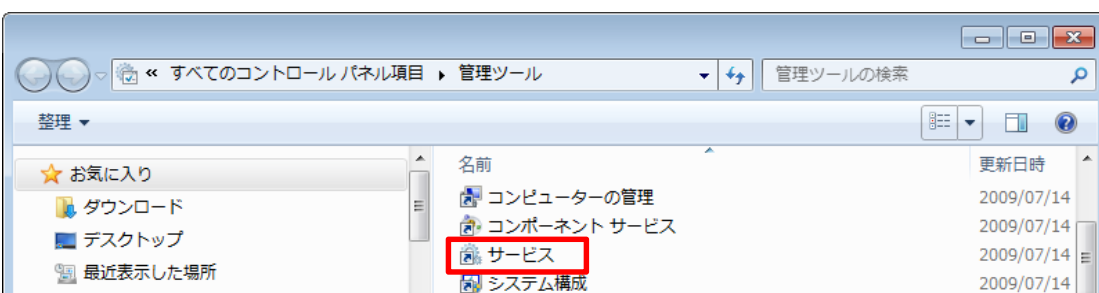 « すべてのコントロール パネル項目 ▸ 管理ツール
管理ツールの検索
整理 ▼
お気に入り
ダウンロード
デスクトップ
最近表示した場所
名前 更新日時
コンピューターの管理 2009/07/14
コンポーネント サービス 2009/07/14
サービス 2009/07/14
システム構成 2009/07/14